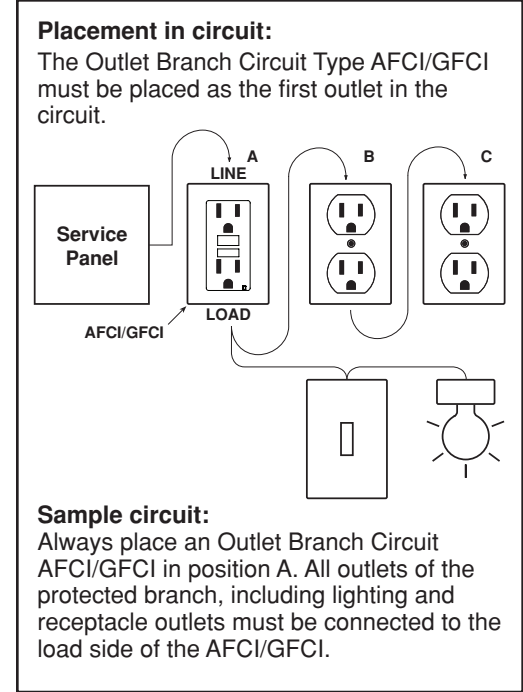 Placement in circuit:
The Outlet Branch Circuit Type AFCI/GFCI
must be placed as the first outlet in the
circuit.
A
B
C
LINE
Service
Panel
LOAD
AFCI/GFCI
Sample circuit:
Always place an Outlet Branch Circuit
AFCI/GFCI in position A. All outlets of the
protected branch, including lighting and
receptacle outlets must be connected to the
load side of the AFCI/GFCI.